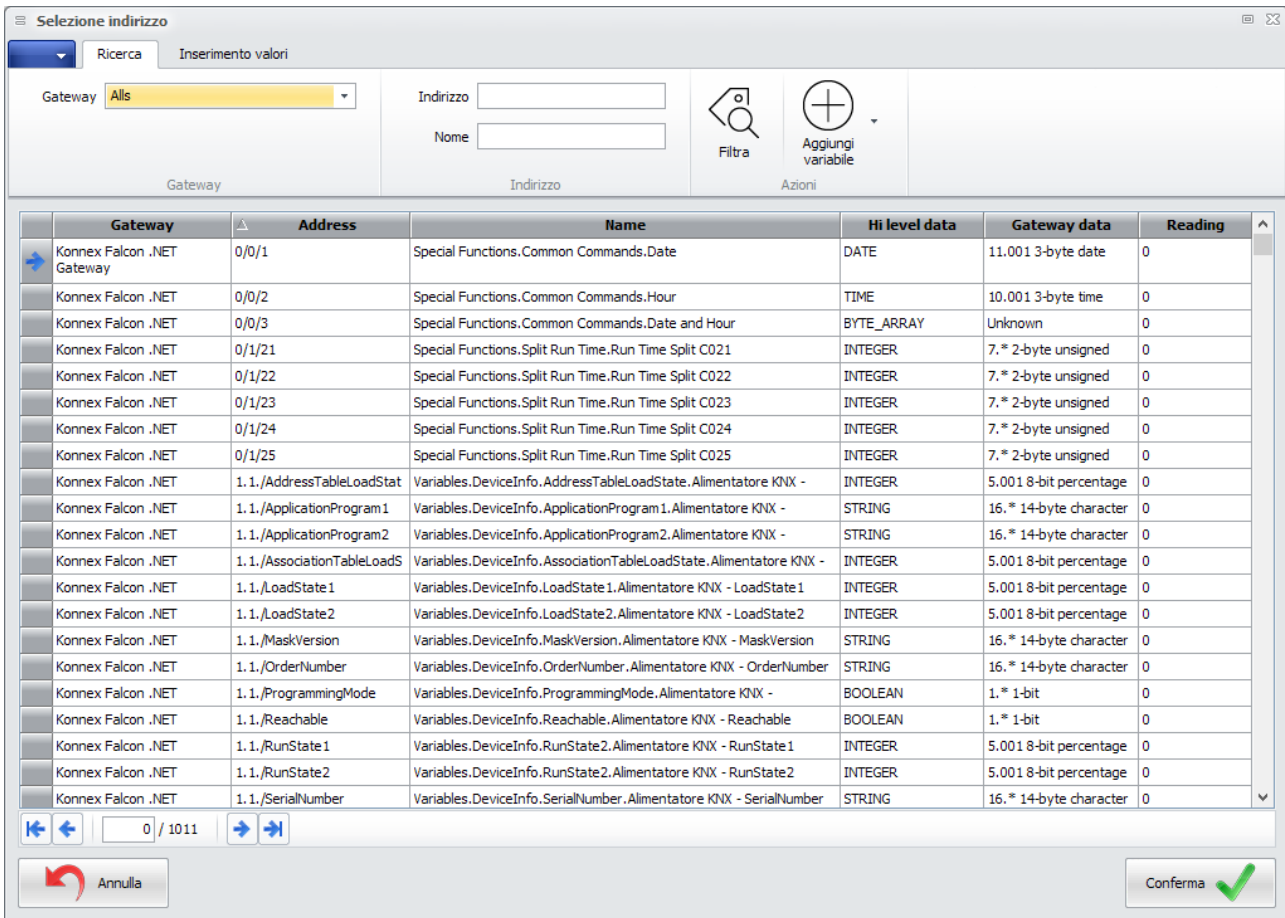 Selezione indirizzo
Ricerca Inserimento valori
Gateway Alls Indirizzo
Nome
Filtra Aggiungi
variabile
Gateway Indirizzo Azioni
Gateway Address Name Hi level data Gateway data Reading
Konnex Falcon .NET 0/0/1 Special Functions.Common Commands.Date DATE 11.001 3-byte date 0
Gateway
Konnex Falcon .NET 0/0/2 Special Functions.Common Commands.Hour TIME 10.001 3-byte time 0
Konnex Falcon .NET 0/0/3 Special Functions.Common Commands.Date and Hour BYTE_ARRAY Unknown 0
Konnex Falcon .NET 0/1/21 Special Functions.Split Run Time.Run Time Split C021 INTEGER 7.* 2-byte unsigned 0
Konnex Falcon .NET 0/1/22 Special Functions.Split Run Time.Run Time Split C022 INTEGER 7.* 2-byte unsigned 0
Konnex Falcon .NET 0/1/23 Special Functions.Split Run Time.Run Time Split C023 INTEGER 7.* 2-byte unsigned 0
Konnex Falcon .NET 0/1/24 Special Functions.Split Run Time.Run Time Split C024 INTEGER 7.* 2-byte unsigned 0
Konnex Falcon .NET 0/1/25 Special Functions.Split Run Time.Run Time Split C025 INTEGER 7.* 2-byte unsigned 0
Konnex Falcon .NET 1.1./AddressTableLoadStat Variables.DeviceInfo.AddressTableLoadState.Alimentatore KNX - INTEGER 5.001 8-bit percentage 0
Konnex Falcon .NET 1.1./ApplicationProgram1 Variables.DeviceInfo.ApplicationProgram1.Alimentatore KNX - STRING 16.* 14-byte character 0
Konnex Falcon .NET 1.1./ApplicationProgram2 Variables.DeviceInfo.ApplicationProgram2.Alimentatore KNX - STRING 16.* 14-byte character 0
Konnex Falcon .NET 1.1./AssociationTableLoadS Variables.DeviceInfo.AssociationTableLoadState.Alimentatore KNX - INTEGER 5.001 8-bit percentage 0
Konnex Falcon .NET 1.1./LoadState1 Variables.DeviceInfo.LoadState1.Alimentatore KNX - LoadState1 INTEGER 5.001 8-bit percentage 0
Konnex Falcon .NET 1.1./LoadState2 Variables.DeviceInfo.LoadState2.Alimentatore KNX - LoadState2 INTEGER 5.001 8-bit percentage 0
Konnex Falcon .NET 1.1./MaskVersion Variables.DeviceInfo.MaskVersion.Alimentatore KNX - MaskVersion STRING 16.* 14-byte character 0
Konnex Falcon .NET 1.1./OrderNumber Variables.DeviceInfo.OrderNumber.Alimentatore KNX - OrderNumber STRING 16.* 14-byte character 0
Konnex Falcon .NET 1.1./ProgrammingMode Variables.DeviceInfo.ProgrammingMode.Alimentatore KNX - BOOLEAN 1.* 1-bit 0
Konnex Falcon .NET 1.1./Reachable Variables.DeviceInfo.Reachable.Alimentatore KNX - Reachable BOOLEAN 1.* 1-bit 0
Konnex Falcon .NET 1.1./RunState1 Variables.DeviceInfo.RunState2.Alimentatore KNX - RunState1 INTEGER 5.001 8-bit percentage 0
Konnex Falcon .NET 1.1./RunState2 Variables.DeviceInfo.RunState2.Alimentatore KNX - RunState2 INTEGER 5.001 8-bit percentage 0
Konnex Falcon .NET 1.1./SerialNumber Variables.DeviceInfo.SerialNumber.Alimentatore KNX - SerialNumber STRING 16.* 14-byte character 0
0 / 1011
Annulla Conferma